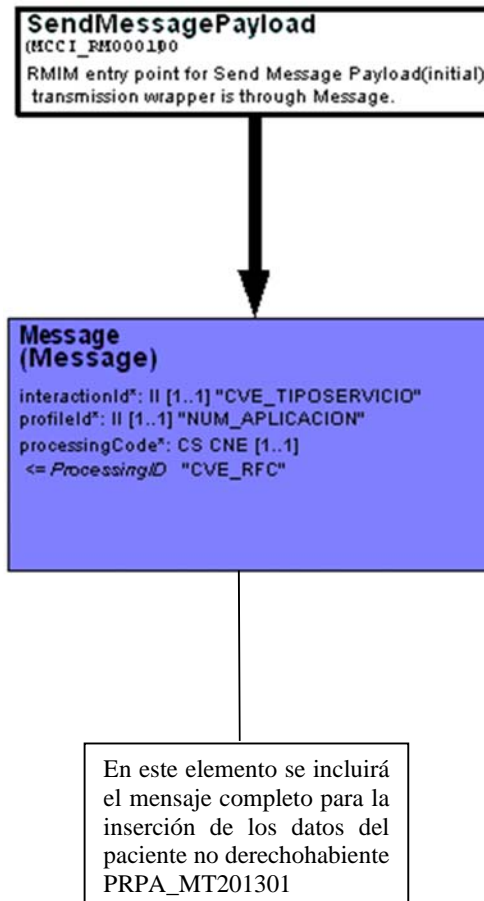 SendMessagePayload
(MCCI_RM000100
RMIM entry point for Send Message Payload(initial)
transmission wrapper is through Message.
Message
(Message)
interactionId*: II [1..1] "CVE_TIPOSERVICIO"
profileId*: II [1..1] "NUM_APLICACION"
processingCode*: CS CNE [1..1]
<= ProcessingID "CVE_RFC"
En este elemento se incluirá
el mensaje completo para la
inserción de los datos del
paciente no derechohabiente
PRPA_MT201301